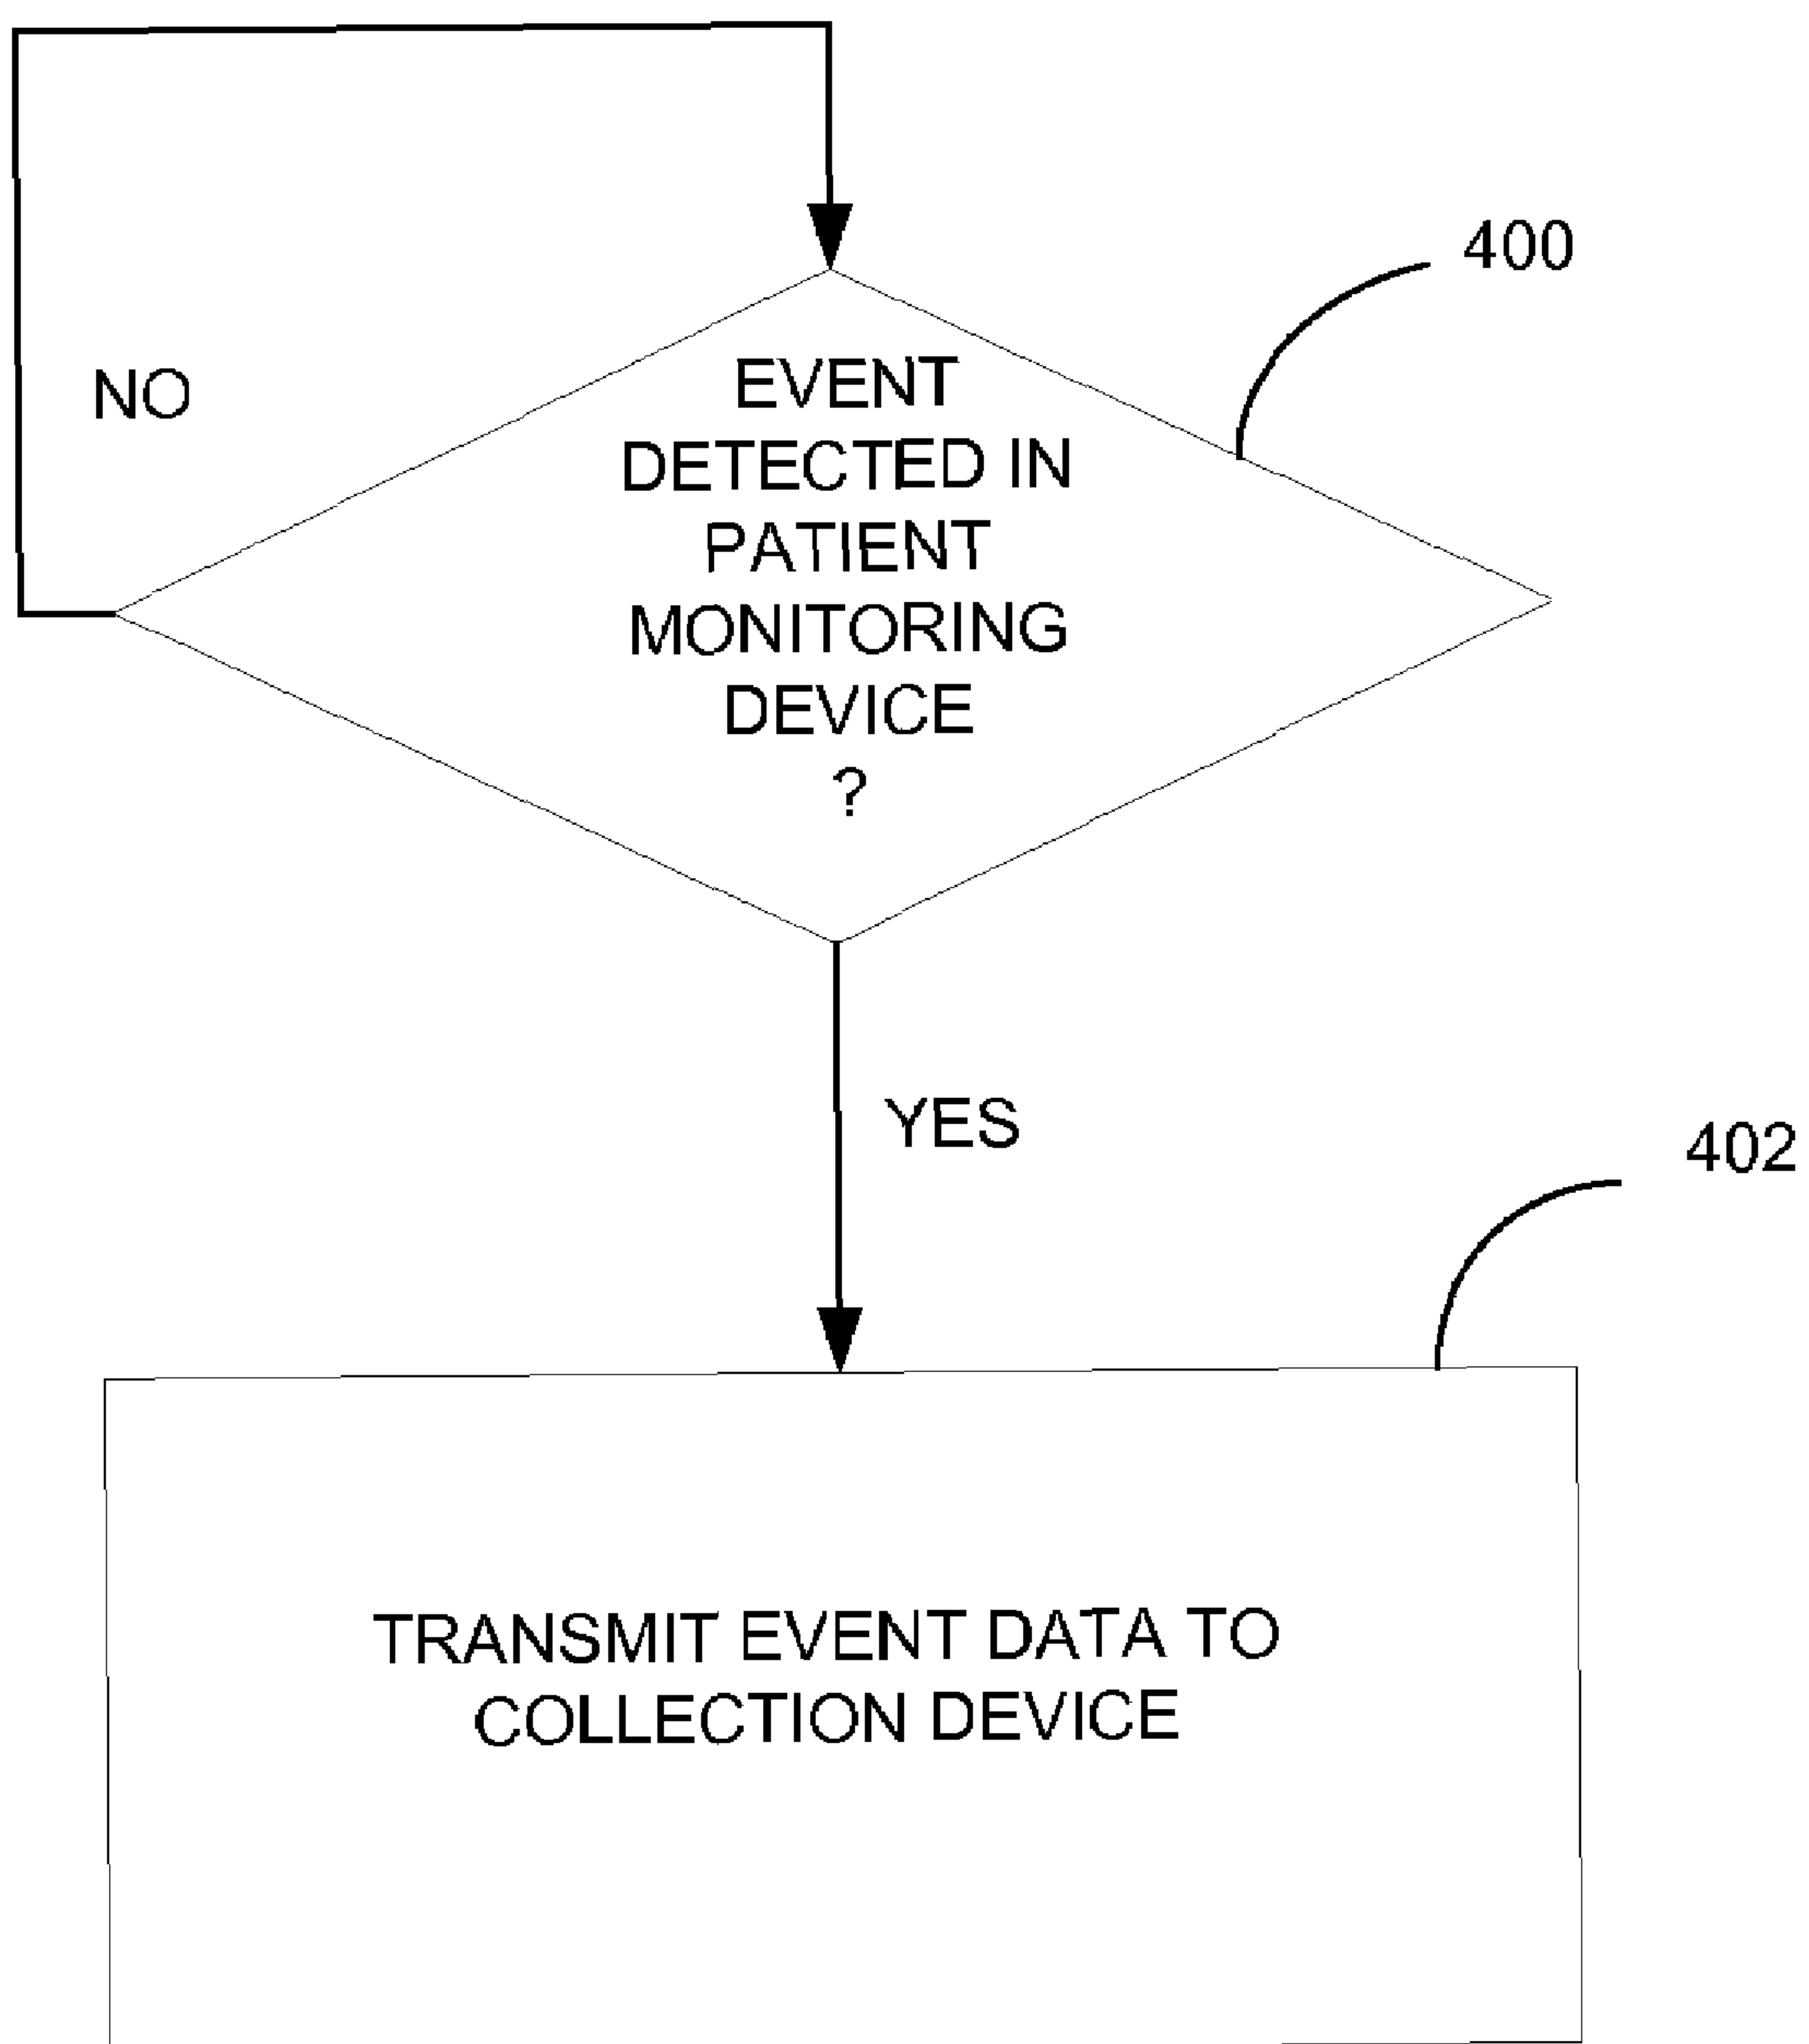 400
NO
EVENT
DETECTED IN
PATIENT
MONITORING
DEVICE
?
YES
402
TRANSMIT EVENT DATA TO
COLLECTION DEVICE